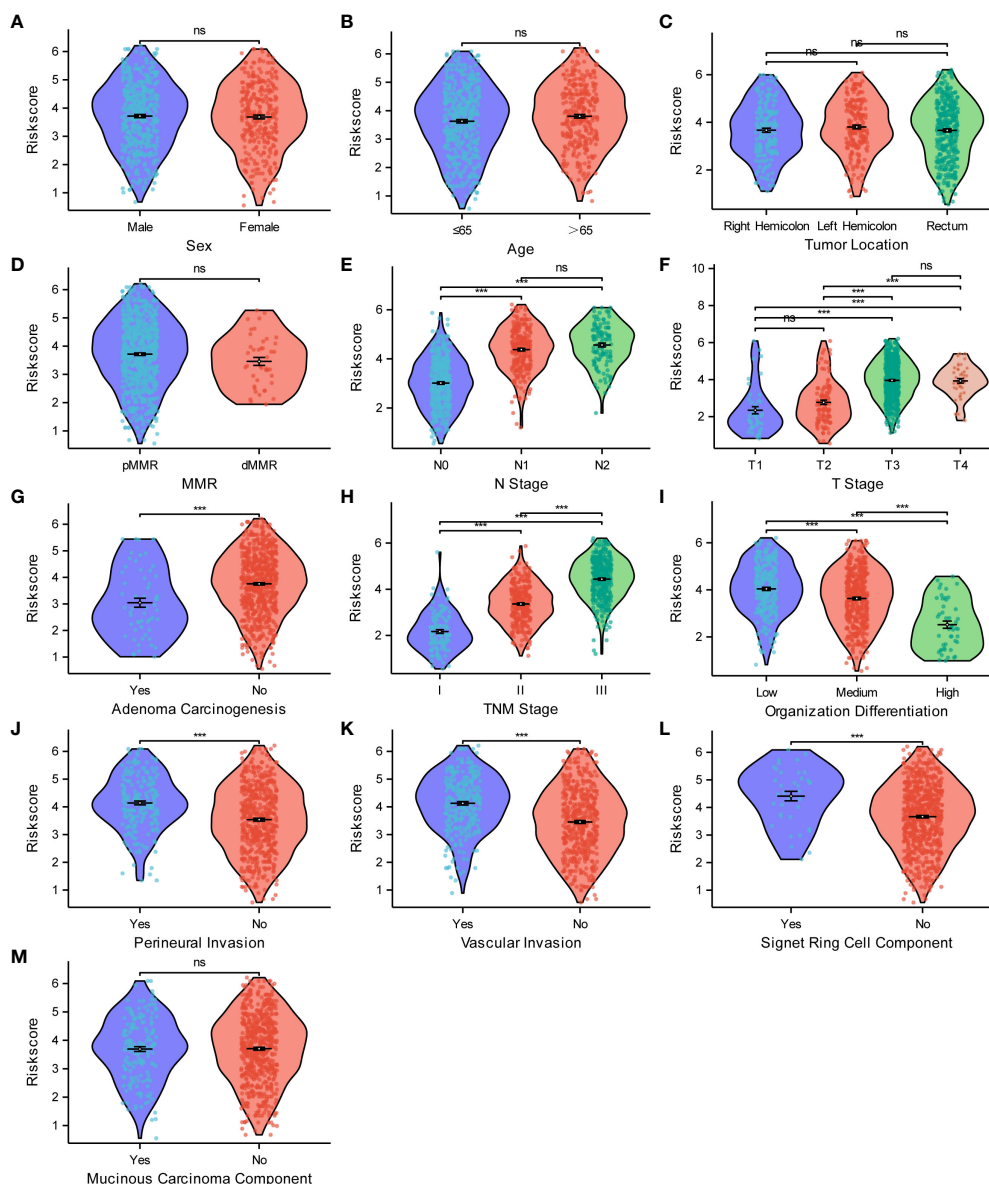 A
ns
6
5
4
3
2
1
Riskscore
Male Female
Sex
B
ns
6
5
4
3
2
1
Riskscore
≤65 >65
Age
C
ns
ns
ns
6
4
2
Riskscore
Right Hemicolon Left Hemicolon Rectum
Tumor Location
D
ns
6
5
4
3
2
1
Riskscore
pMMR dMMR
MMR
E
ns
***
***
6
4
2
Riskscore
N0 N1 N2
N Stage
F
10
8
6
4
2
ns
***
***
***
***
ns
Riskscore
T1 T2 T3 T4
T Stage
G
***
6
5
4
3
2
1
Riskscore
Yes No
Adenoma Carcinogenesis
H
***
***
***
6
4
2
Riskscore
I II III
TNM Stage
I
***
***
***
6
4
2
Riskscore
Low Medium High
Organization Differentiation
J
***
6
5
4
3
2
1
Riskscore
Yes No
Perineural Invasion
K
***
6
5
4
3
2
1
Riskscore
Yes No
Vascular Invasion
L
***
6
5
4
3
2
1
Riskscore
Yes No
Signet Ring Cell Component
M
ns
6
5
4
3
2
1
Riskscore
Yes No
Mucinous Carcinoma Component